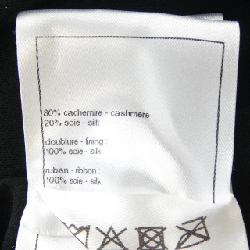 80% cachemire - cashmere
20% soie - silk
doublure - lining :
100% soie - silk
ruban - ribbon :
100% soie - silk